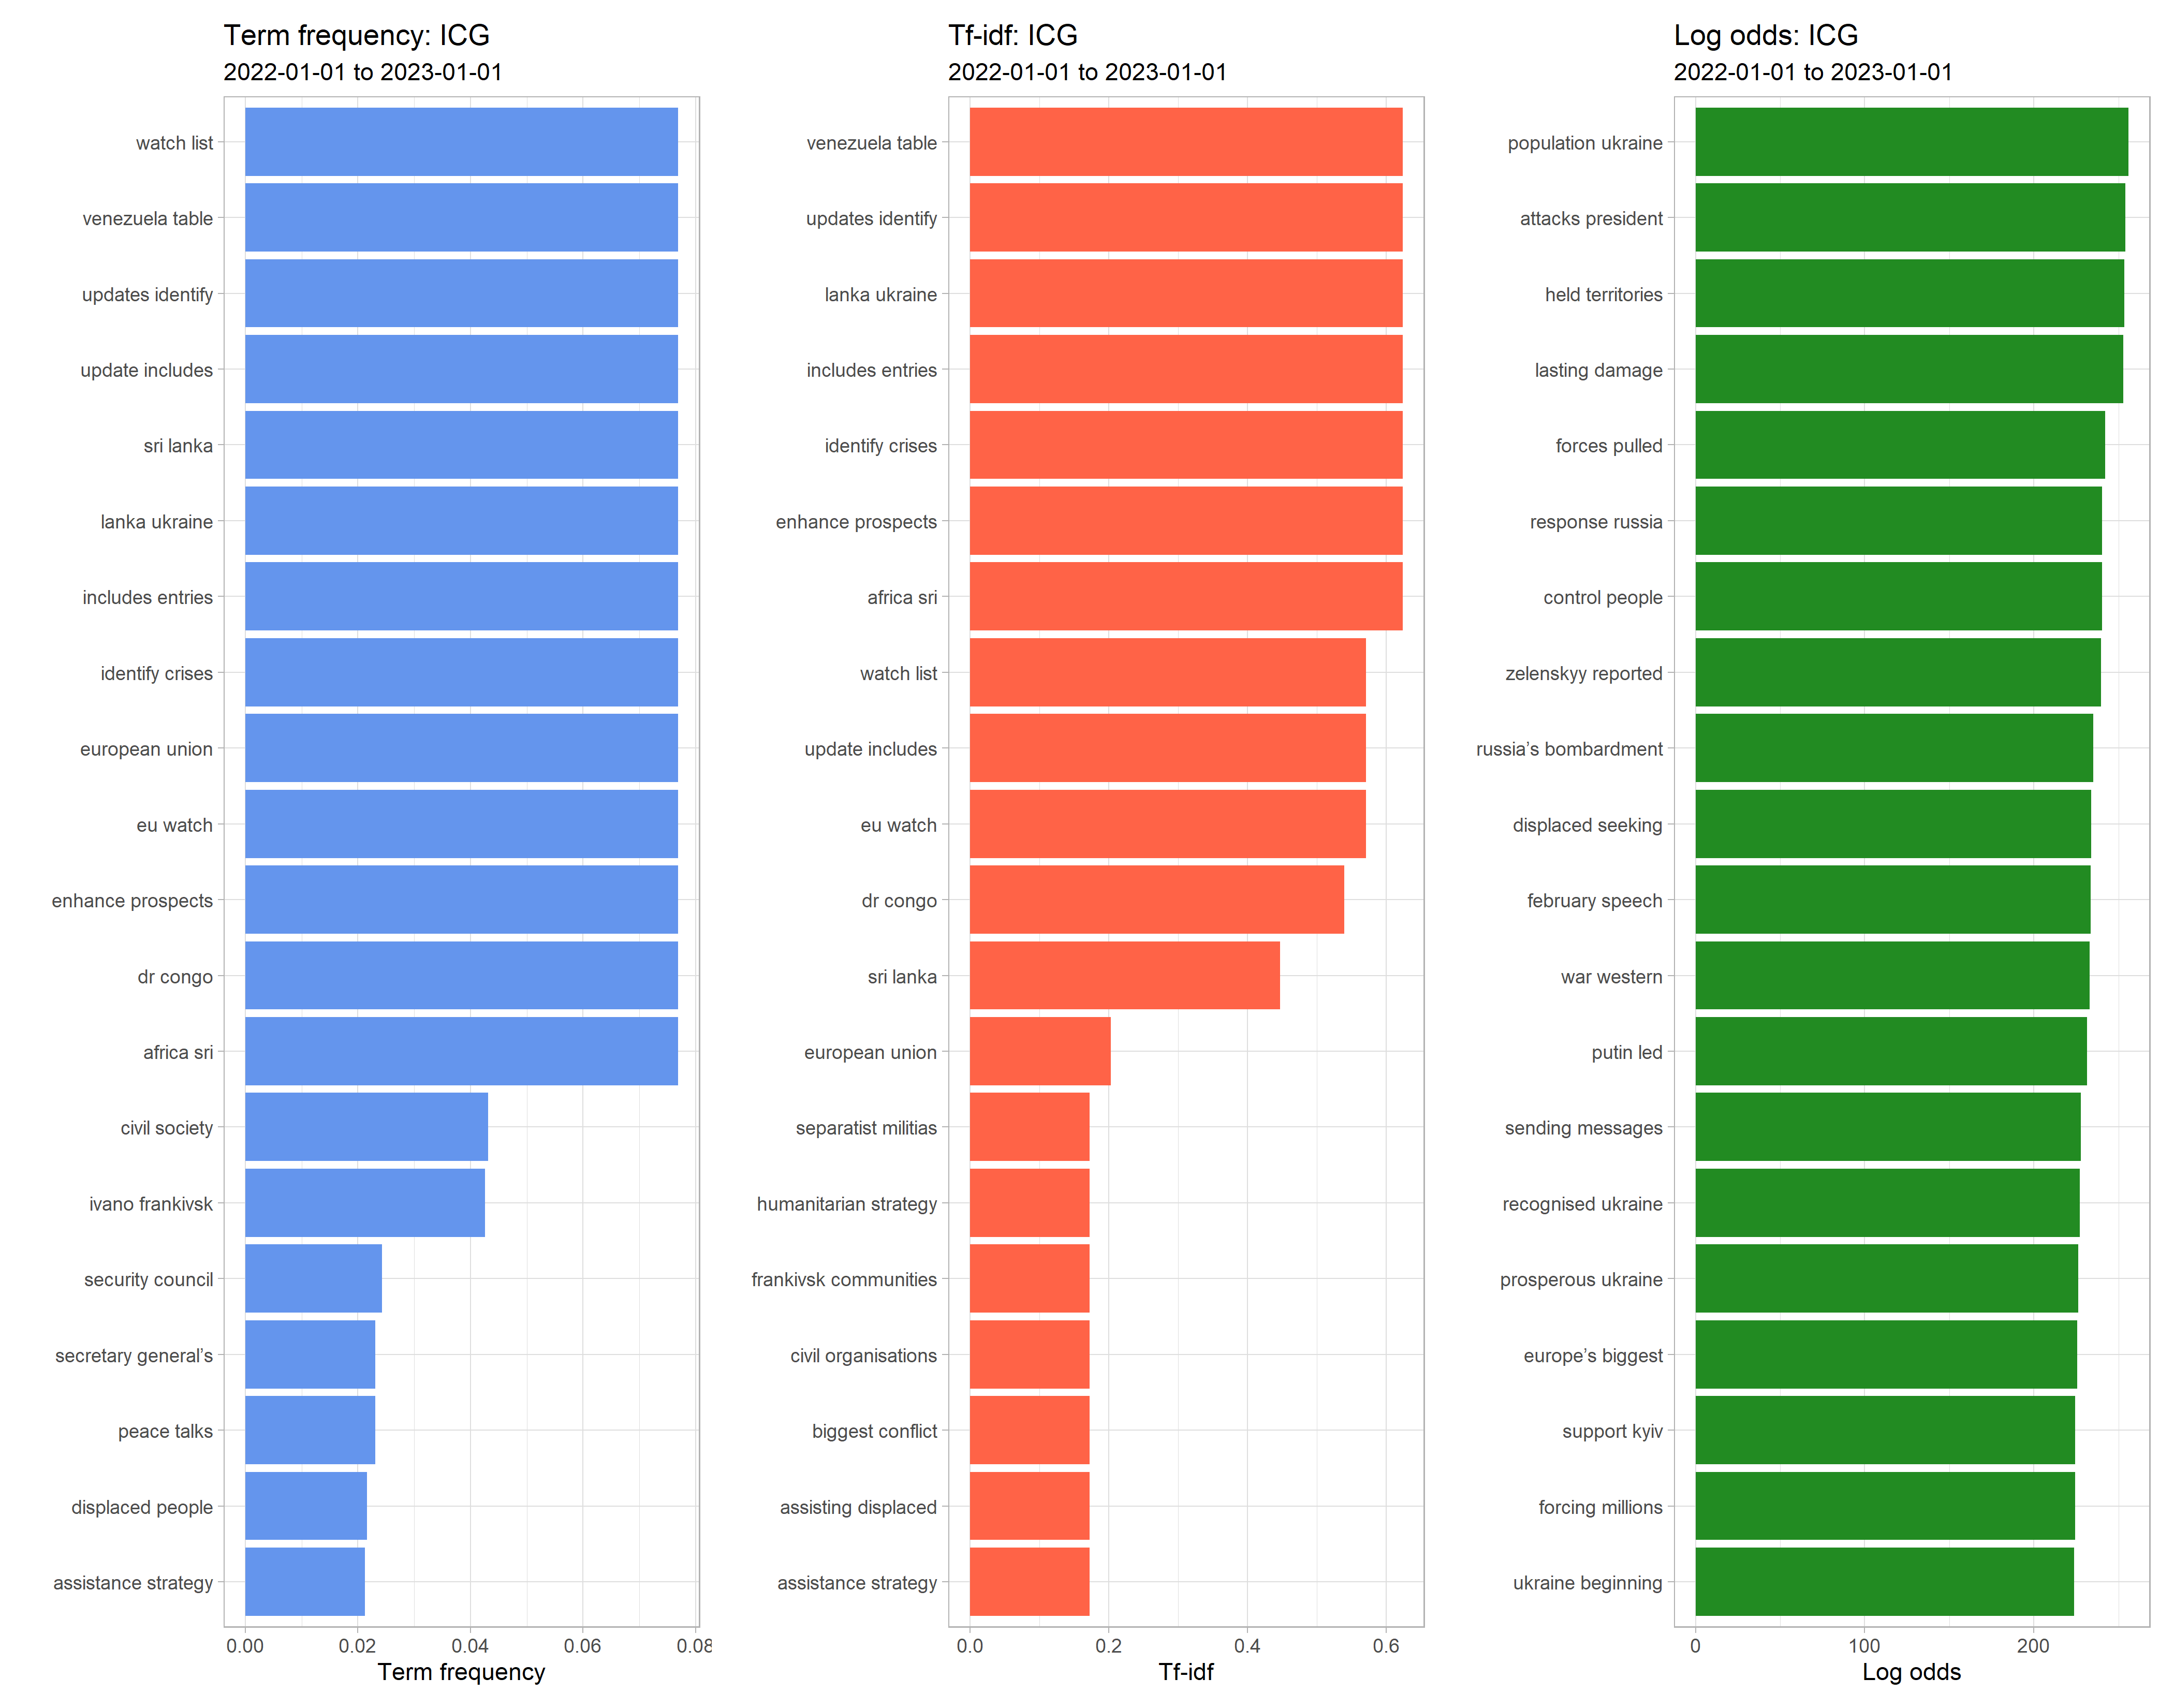 Term frequency: ICG
2022-01-01 to 2023-01-01
watch list
venezuela table
updates identify
update includes
sri lanka
lanka ukraine
includes entries
identify crises
european union
eu watch
enhance prospects
dr congo
africa sri
civil society
ivano frankivsk
security council
secretary general’s
peace talks
displaced people
assistance strategy
0.00 0.02 0.04 0.06 0.08
Term frequency
Tf-idf: ICG
2022-01-01 to 2023-01-01
venezuela table
updates identify
lanka ukraine
includes entries
identify crises
enhance prospects
africa sri
watch list
update includes
eu watch
dr congo
sri lanka
european union
separatist militias
humanitarian strategy
frankivsk communities
civil organisations
biggest conflict
assisting displaced
assistance strategy
0.0 0.2 0.4 0.6
Tf-idf
Log odds: ICG
2022-01-01 to 2023-01-01
population ukraine
attacks president
held territories
lasting damage
forces pulled
response russia
control people
zelenskyy reported
russia’s bombardment
displaced seeking
february speech
war western
putin led
sending messages
recognised ukraine
prosperous ukraine
europe’s biggest
support kyiv
forcing millions
ukraine beginning
0 100 200
Log odds